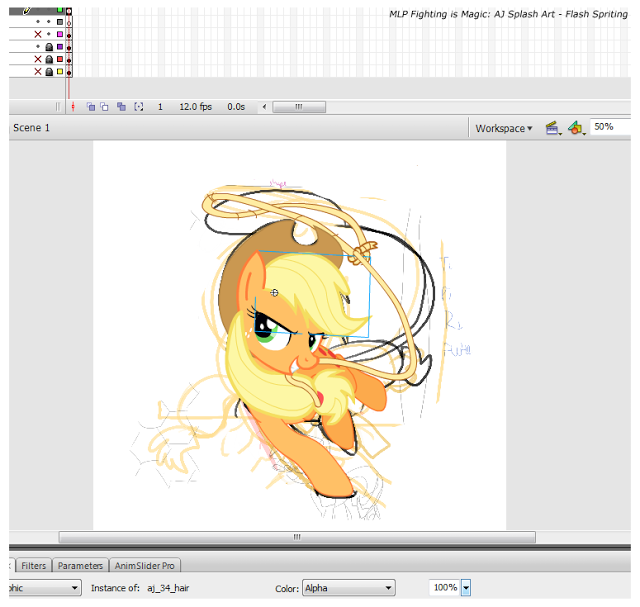 MLP Fighting is Magic: AJ Splash Art - Flash Spriting
1 12.0 fps 0.0s
Scene 1
Workspace
50%
Filters Parameters AnimSlider Pro
phic Instance of: aj_34_hair Color: Alpha 100%